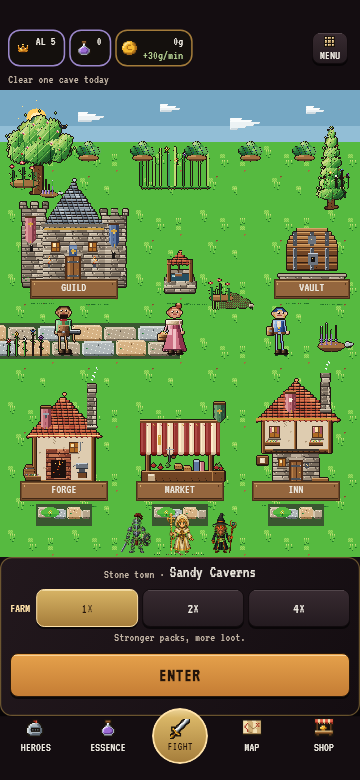 AL 5
0
0g
+30g/min
MENU
Clear one cave today
GUILD
VAULT
FORGE
MARKET
INN
Stone town · Sandy Caverns
FARM
1X
2X
4X
Stronger packs, more loot.
ENTER
HEROES
ESSENCE
FIGHT
MAP
SHOP